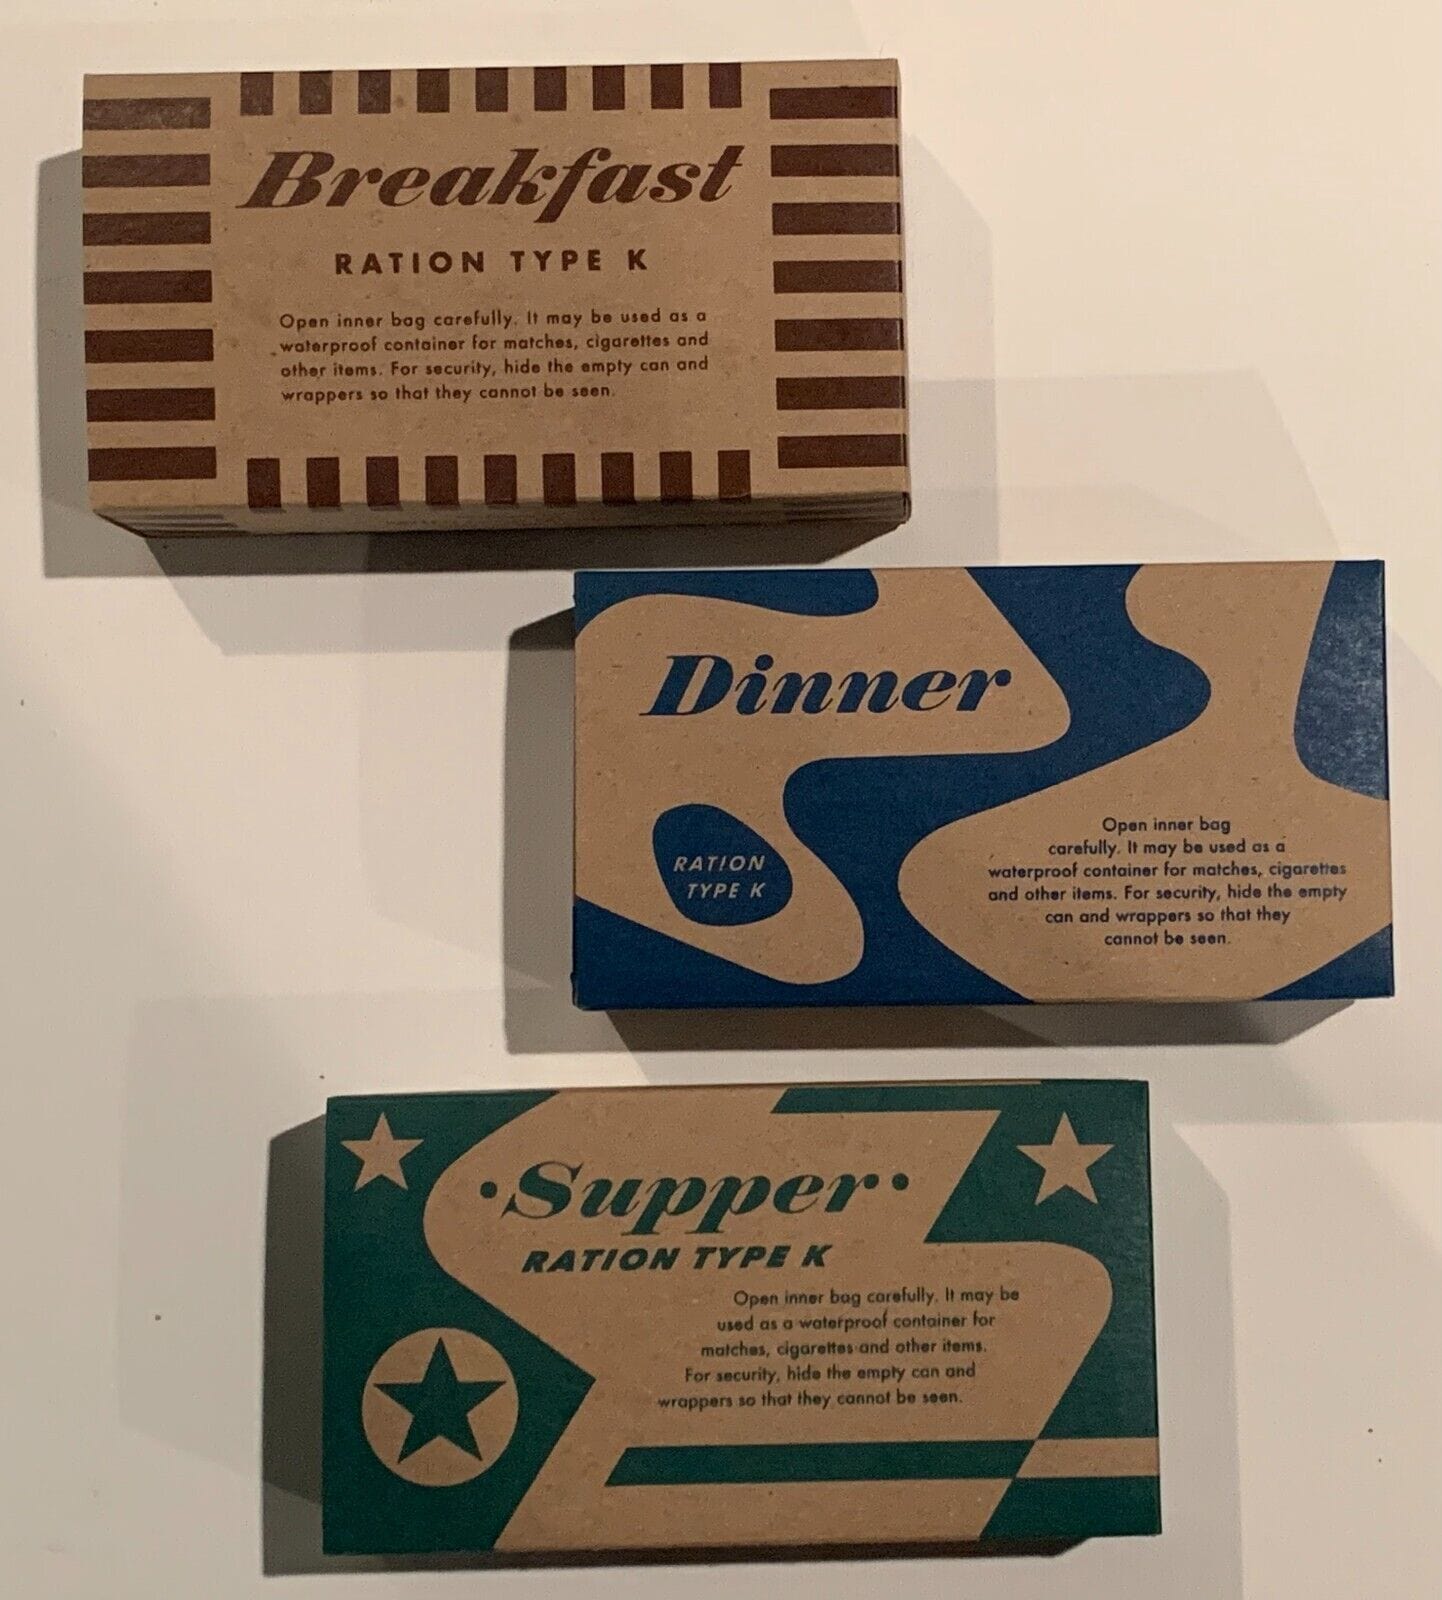 Breakfast
RATION TYPE K
Open inner bag carefully. It may be used as a
waterproof container for matches, cigarettes and
other items. For security, hide the empty can and
wrappers so that they cannot be seen.
Dinner
RATION
TYPE K
Open inner bag
carefully. It may be used as a
waterproof container for matches, cigarettes
and other items. For security, hide the empty
can and wrappers so that they
cannot be seen.
·Supper·
RATION TYPE K
Open inner bag carefully. It may be
used as a waterproof container for
matches, cigarettes and other items.
For security, hide the empty can and
wrappers so that they cannot be seen.